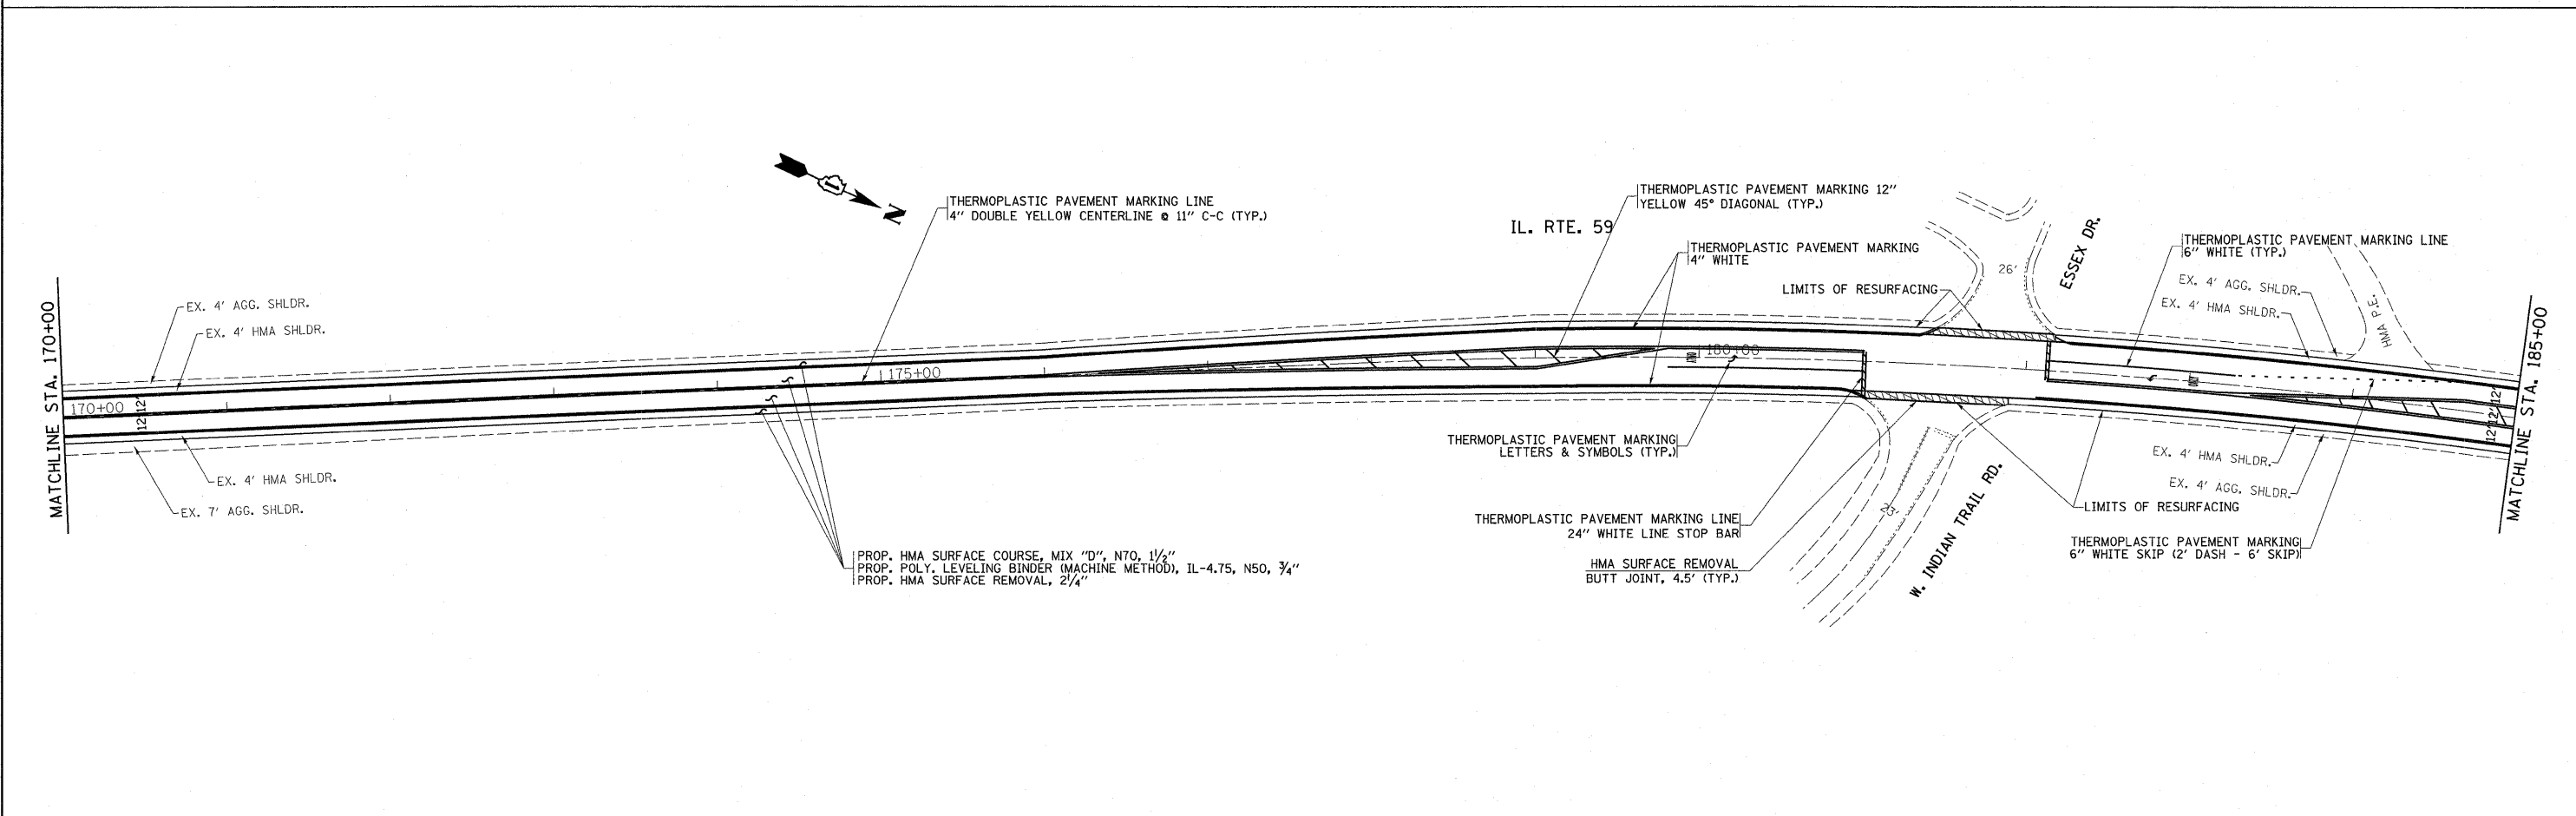 THERMOPLASTIC PAVEMENT MARKING 12"
YELLOW 45° DIAGONAL (TYP.)
THERMOPLASTIC PAVEMENT MARKING LINE
4" DOUBLE YELLOW CENTERLINE @ 11" C-C (TYP.)
N
IL. RTE. 59
THERMOPLASTIC PAVEMENT MARKING
4" WHITE
LIMITS OF RESURFACING
26'
ESSEX DR.
THERMOPLASTIC PAVEMENT MARKING LINE
6" WHITE (TYP.)
EX. 4' AGG. SHLDR.
EX. 4' HMA SHLDR.
HMA P.E.
MATCHLINE STA. 185+00
MATCHLINE STA. 170+00
EX. 4' AGG. SHLDR.
EX. 4' HMA SHLDR.
170+00
12'
12'
175+00
180+00
12'
12'
12'
EX. 4' HMA SHLDR.
EX. 7' AGG. SHLDR.
THERMOPLASTIC PAVEMENT MARKING
LETTERS & SYMBOLS (TYP.)
THERMOPLASTIC PAVEMENT MARKING LINE
24" WHITE LINE STOP BAR
HMA SURFACE REMOVAL
BUTT JOINT, 4.5' (TYP.)
W. INDIAN TRAIL RD.
EX. 4' HMA SHLDR.
EX. 4' AGG. SHLDR.
LIMITS OF RESURFACING
THERMOPLASTIC PAVEMENT MARKING
6" WHITE SKIP (2' DASH - 6' SKIP)
PROP. HMA SURFACE COURSE, MIX "D", N70, 1 1/2"
PROP. POLY. LEVELING BINDER (MACHINE METHOD), IL-4.75, N50, 3/4"
PROP. HMA SURFACE REMOVAL, 2 1/4"